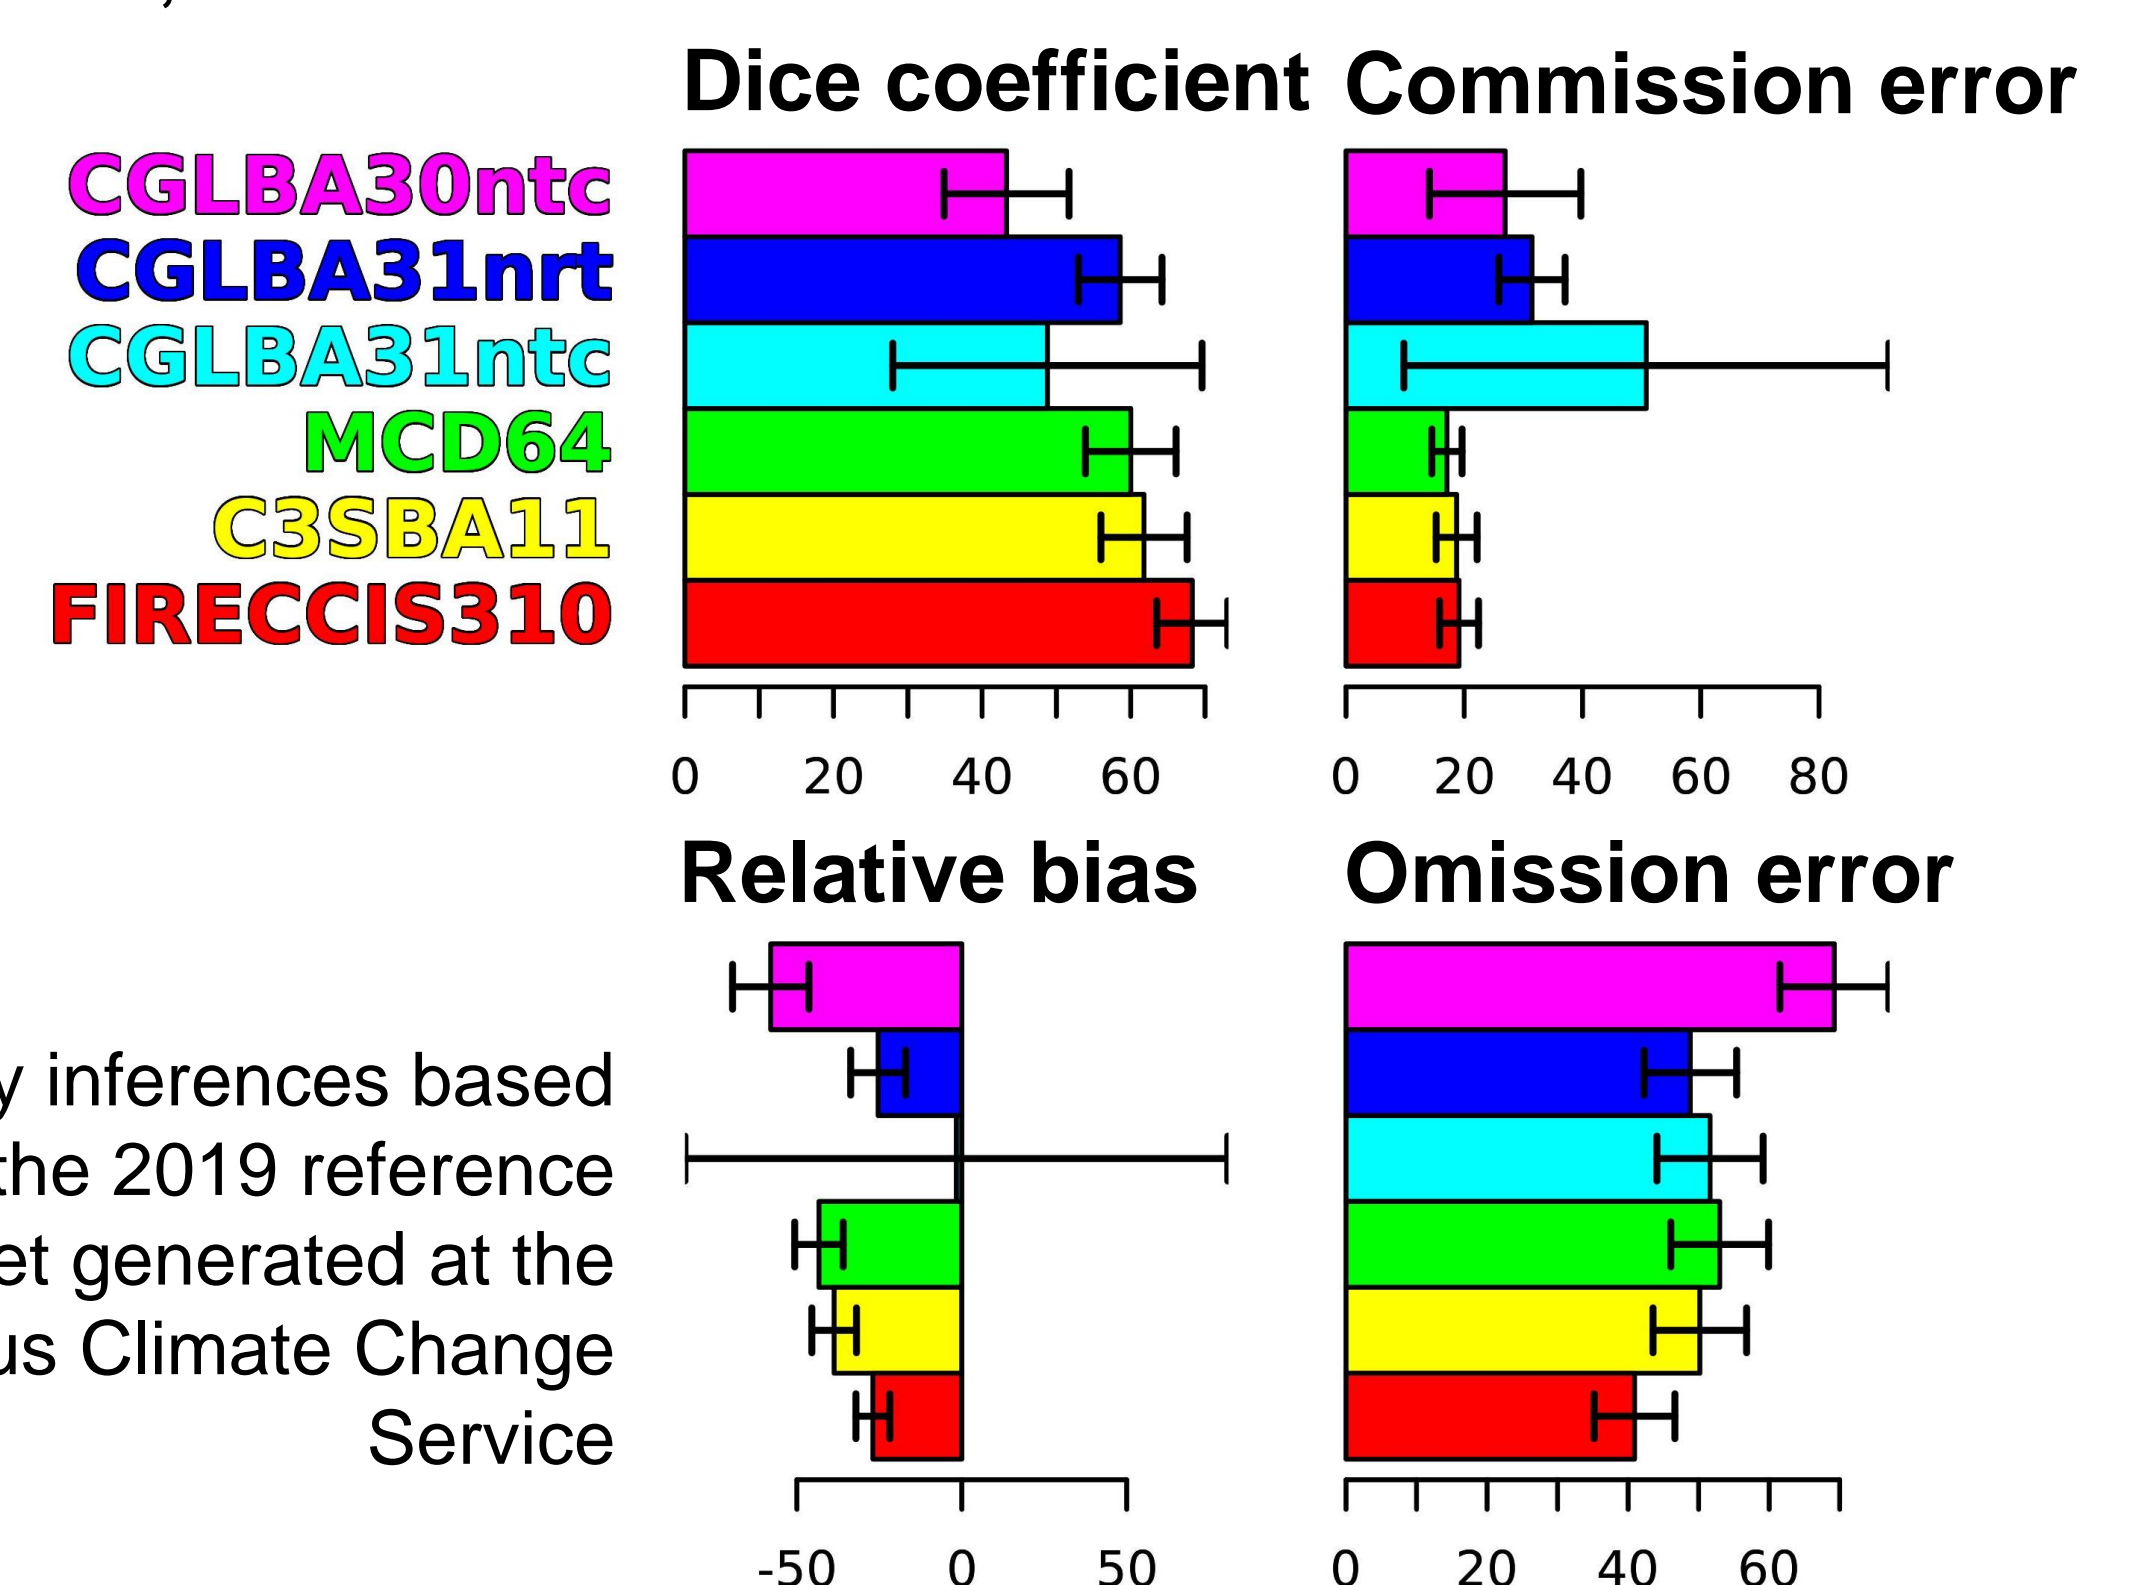 Dice coefficient Commission error
CGLBA30ntc
CGLBA31nrt
CGLBA31ntc
MCD64
C3SBA11
FIRECCIS310
0 20 40 60
0 20 40 60 80
Relative bias Omission error
inferences based
the 2019 reference
generated at the
Climate Change
Service
-50 0 50
0 20 40 60